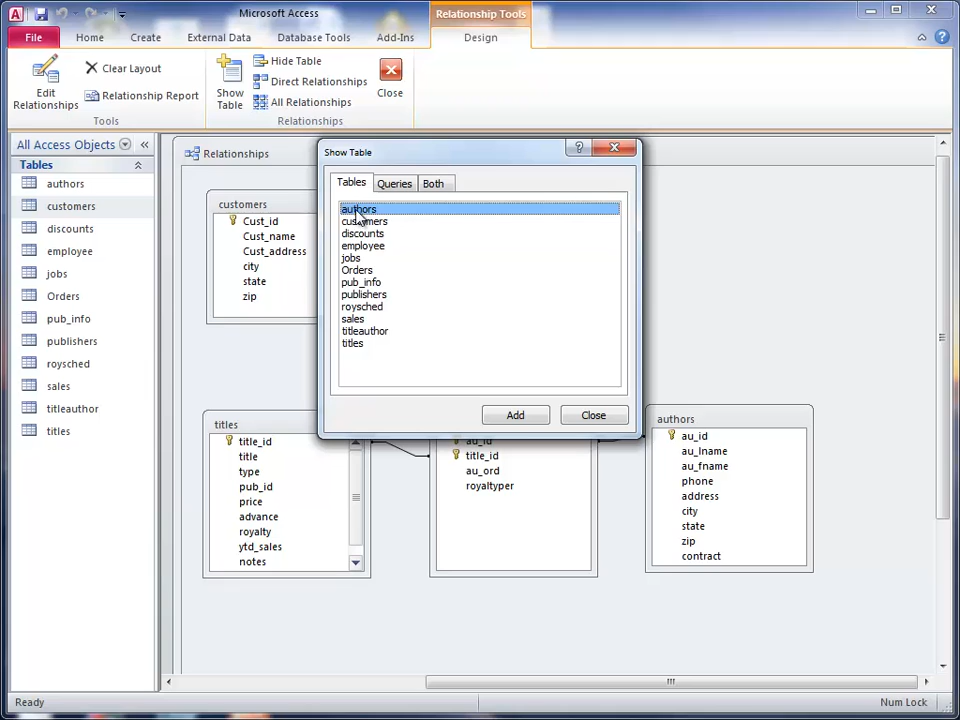 Microsoft Access
Relationship Tools
File
Home
Create
External Data
Database Tools
Add-Ins
Design
Edit
Relationships
Clear Layout
Relationship Report
Tools
Show
Table
Hide Table
Direct Relationships
All Relationships
Close
Relationships
All Access Objects
Tables
authors
customers
discounts
employee
jobs
Orders
pub_info
publishers
roysched
sales
titleauthor
titles
Relationships
customers
Cust_id
Cust_name
Cust_address
city
state
zip
Show Table
Tables
Queries
Both
authors
customers
discounts
employee
jobs
Orders
pub_info
publishers
roysched
sales
titleauthor
titles
Add
Close
titles
title_id
title
type
pub_id
price
advance
royalty
ytd_sales
notes
au_id
title_id
au_ord
royaltyper
authors
au_id
au_lname
au_fname
phone
address
city
state
zip
contract
Ready
Num Lock